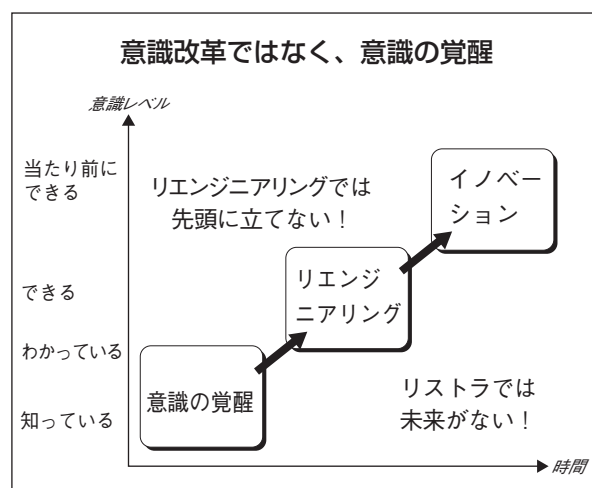 意識改革ではなく、意識の覚醒
意識レベル
当たり前に
できる
リエンジニアリングでは
先頭に立てない！
イノベー
ション
できる
リエンジ
ニアリング
わかっている
意識の覚醒
知っている
リストラでは
未来がない！
時間